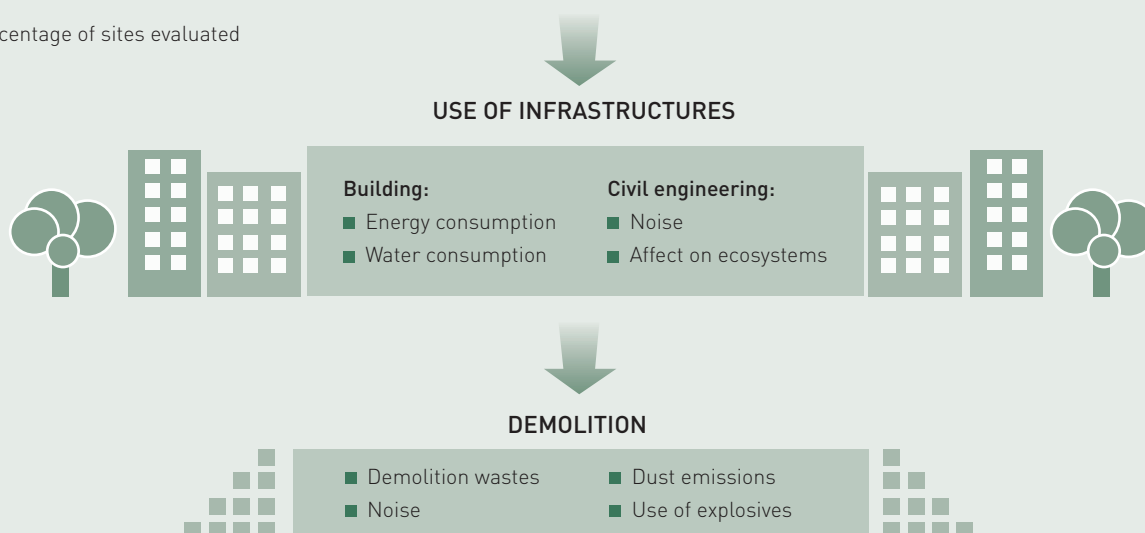 centage of sites evaluated
USE OF INFRASTRUCTURES
Building:
Energy consumption
Water consumption
Civil engineering:
Noise
Affect on ecosystems
DEMOLITION
Demolition wastes
Noise
Dust emissions
Use of explosives